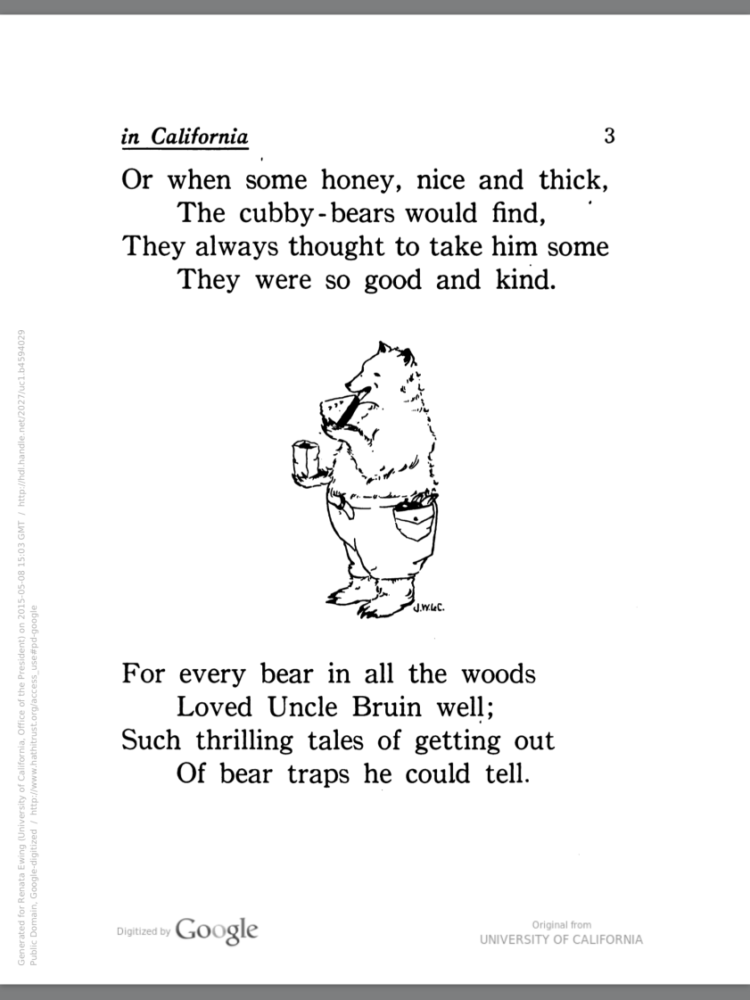 in California 3
Or when some honey, nice and thick,
The cubby-bears would find,
They always thought to take him some
They were so good and kind.
J.W.LeC.
For every bear in all the woods
Loved Uncle Bruin well;
Such thrilling tales of getting out
Of bear traps he could tell.
Generated for Renata Ewing (University of California, Office of the President) on 2015-05-08 15:03 GMT / http://hdl.handle.net/2027/uc1.b4594029
Public Domain, Google-digitized / http://www.hathitrust.org/access_use#pd-google
Digitized by Google
Original from
UNIVERSITY OF CALIFORNIA